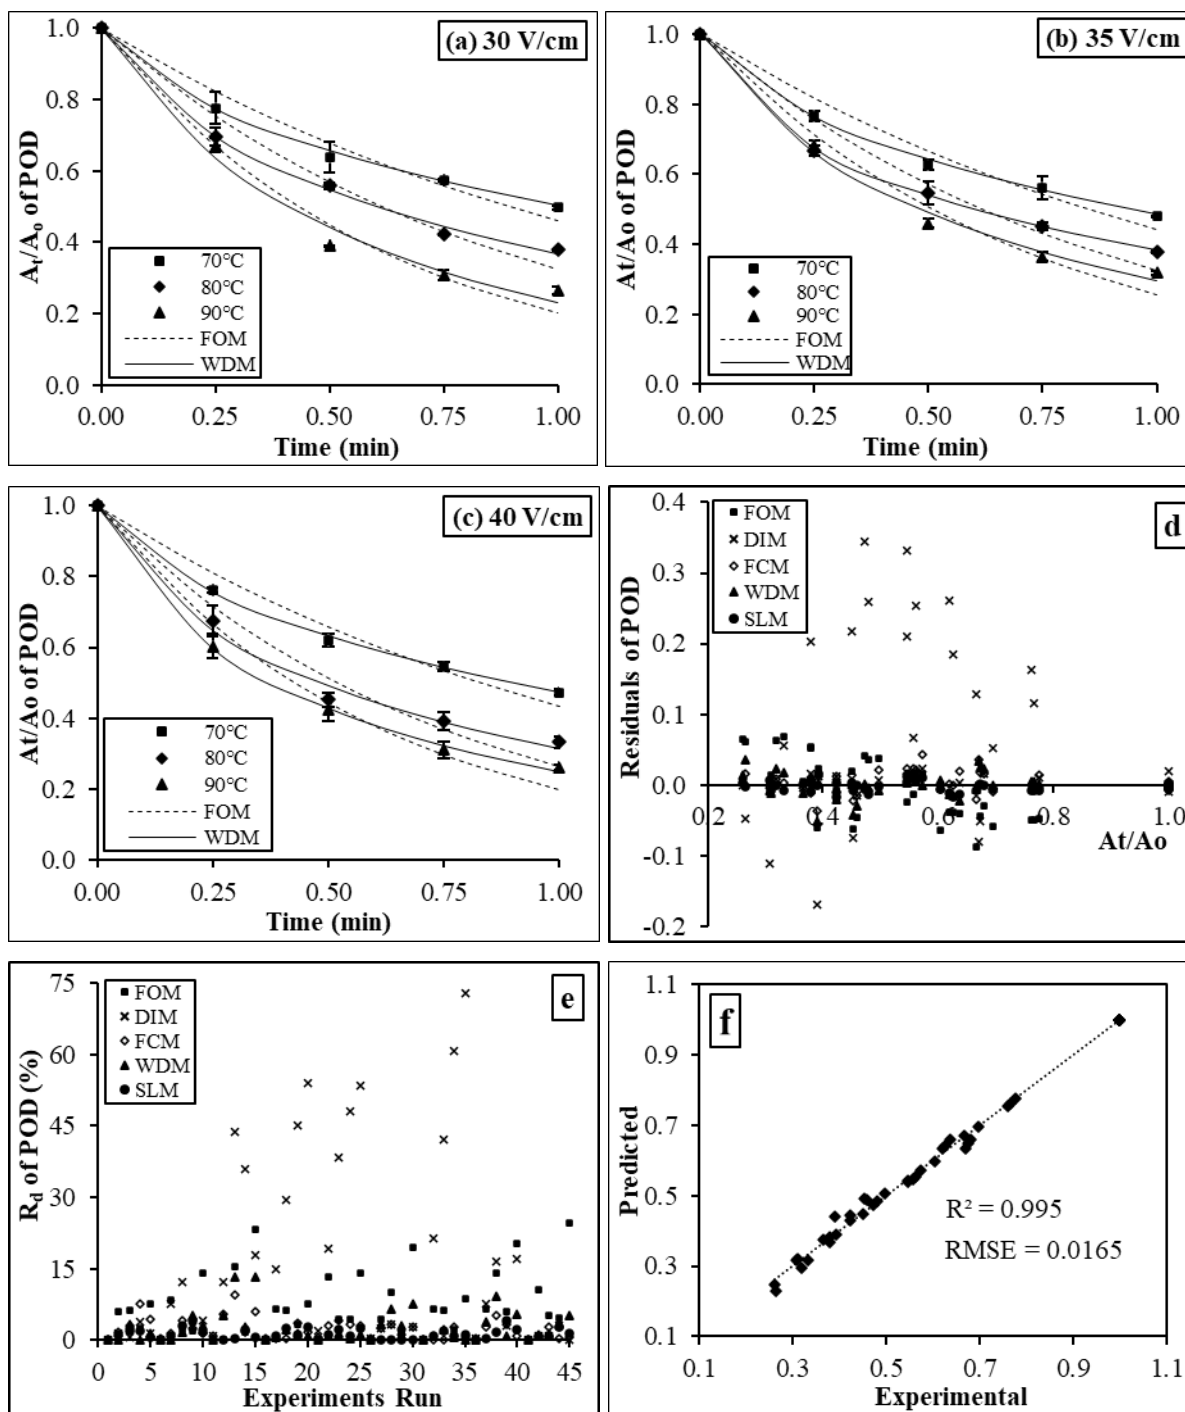 (a) 30 V/cm
At/Ao of POD
1.0
0.8
0.6
0.4
0.2
0.0
70°C
80°C
90°C
FOM
WDM
0.00 0.25 0.50 0.75 1.00
Time (min)
(b) 35 V/cm
At/Ao of POD
1.0
0.8
0.6
0.4
0.2
0.0
70°C
80°C
90°C
FOM
WDM
0.00 0.25 0.50 0.75 1.00
Time (min)
(c) 40 V/cm
At/Ao of POD
1.0
0.8
0.6
0.4
0.2
0.0
70°C
80°C
90°C
FOM
WDM
0.00 0.25 0.50 0.75 1.00
Time (min)
d
Residuals of POD
0.4
0.3
0.2
0.1
0.0
-0.1
-0.2
FOM
DIM
FCM
WDM
SLM
0.2 0.4 0.6 0.8 1.0
At/Ao
e
Rd of POD (%)
75
60
45
30
15
0
FOM
DIM
FCM
WDM
SLM
0 5 10 15 20 25 30 35 40 45
Experiments Run
f
Predicted
1.1
0.9
0.7
0.5
0.3
0.1
R² = 0.995
RMSE = 0.0165
0.1 0.3 0.5 0.7 0.9 1.1
Experimental